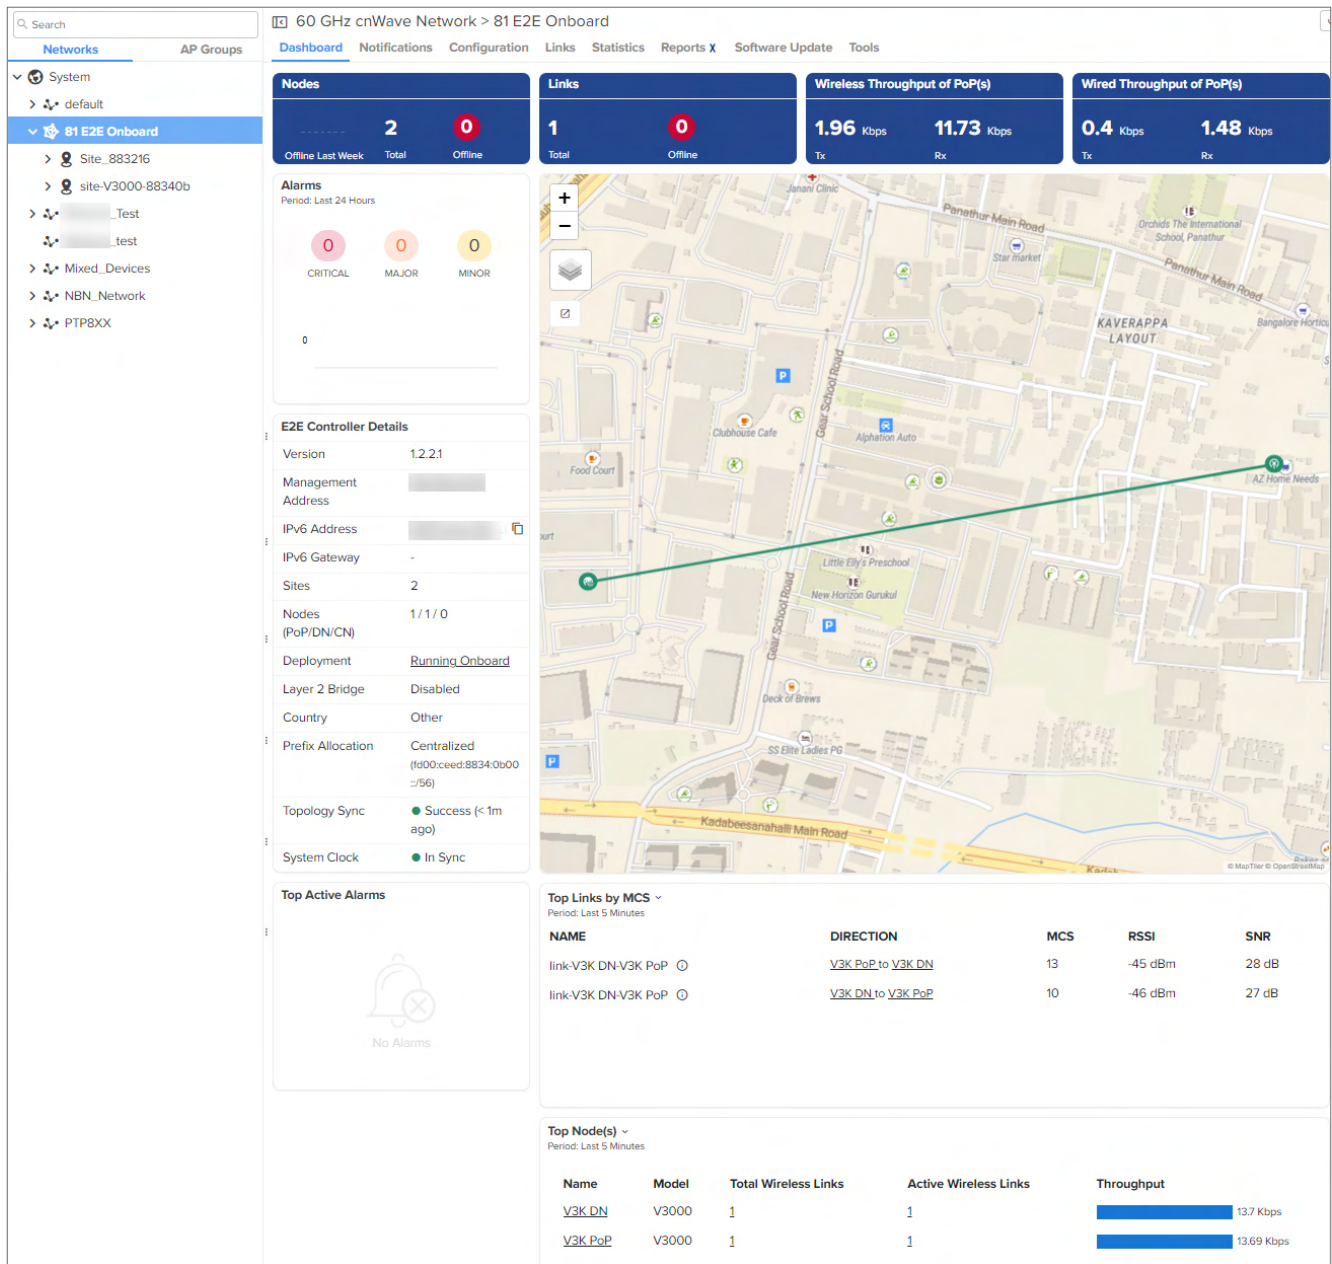 Search
Networks AP Groups
System
default
81 E2E Onboard
Site_883216
site-V3000-88340b
_Test
_test
Mixed_Devices
NBN_Network
PTP8XX
60 GHz cnWave Network > 81 E2E Onboard
Dashboard Notifications Configuration Links Statistics Reports X Software Update Tools
Nodes
2 0
Offline Last Week Total Offline
Links
1 0
Total Offline
Wireless Throughput of PoP(s)
1.96 Kbps 11.73 Kbps
Tx Rx
Wired Throughput of PoP(s)
0.4 Kbps 1.48 Kbps
Tx Rx
Alarms
Period: Last 24 Hours
0 0 0
CRITICAL MAJOR MINOR
0
E2E Controller Details
Version 1.2.2.1
Management
Address
IPv6 Address
IPv6 Gateway -
Sites 2
Nodes 1 / 1 / 0
(PoP/DN/CN)
Deployment Running Onboard
Layer 2 Bridge Disabled
Country Other
Prefix Allocation Centralized
(fd00:ceed:8834:0b00
::/56)
Topology Sync Success (< 1m
ago)
System Clock In Sync
Top Active Alarms
No Alarms
+
−
Janani Clinic
Panathur Main Road
Orchids The International
School, Panathur
Star market
Panathur Main Road
KAVERAPPA
LAYOUT
Bangalore Hortic
Gear School Road
P
Clubhouse Cafe
Alphation Auto
Food Court
AZ Home Needs
urt
Little Elly's Preschool
New Horizon Gurukul
Gear School Road
P
Deck of Brews
SS Elite Ladies PG
P
Kadabeesanahalli Main Road
© MapTiler © OpenStreetMap
Top Links by MCS
Period: Last 5 Minutes
NAME DIRECTION MCS RSSI SNR
link-V3K DN-V3K PoP V3K PoP to V3K DN 13 -45 dBm 28 dB
link-V3K DN-V3K PoP V3K DN to V3K PoP 10 -46 dBm 27 dB
Top Node(s)
Period: Last 5 Minutes
Name Model Total Wireless Links Active Wireless Links Throughput
V3K DN V3000 1 1 13.7 Kbps
V3K PoP V3000 1 1 13.69 Kbps